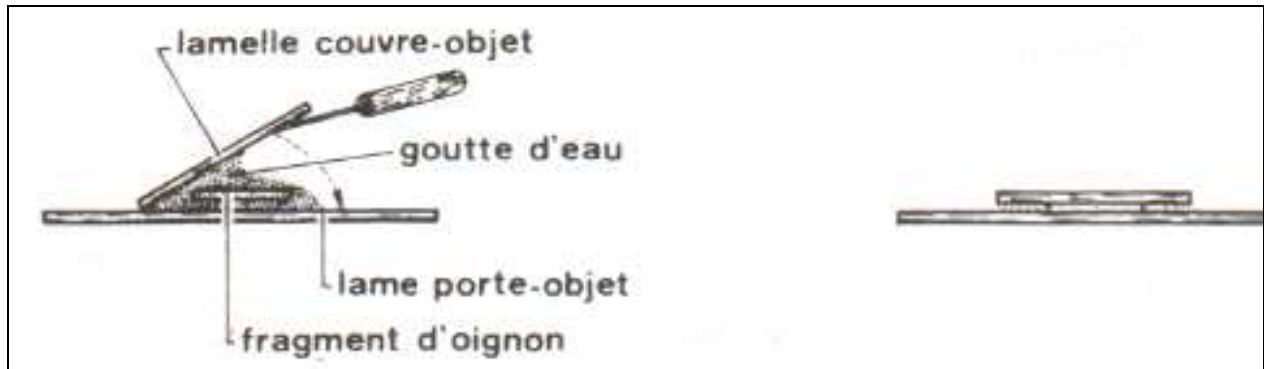 lamelle couvre-objet
goutte d'eau
lame porte-objet
fragment d'oignon